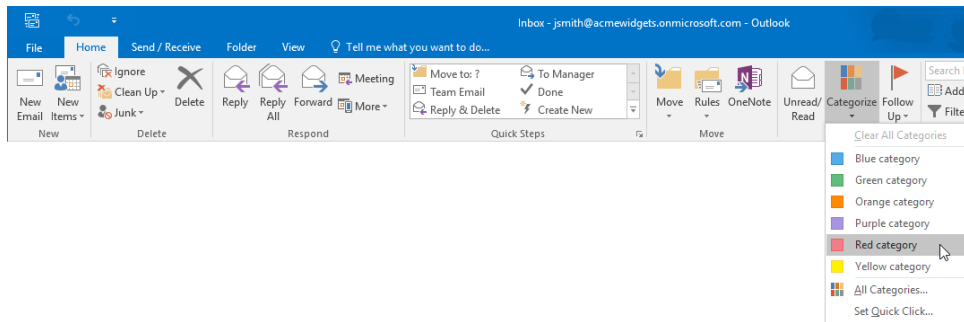 Inbox - jsmith@acmewidgets.onmicrosoft.com - Outlook
File Home Send / Receive Folder View Tell me what you want to do...
New Email
New Items
Ignore
Clean Up
Junk
Delete
Reply
Reply All
Forward
Meeting
More
Move to: ?
Team Email
Reply & Delete
To Manager
Done
Create New
Move
Rules
OneNote
Unread/ Read
Categorize
Follow Up
Search
Add
Filte
New Delete Respond Quick Steps Move
Clear All Categories
Blue category
Green category
Orange category
Purple category
Red category
Yellow category
All Categories...
Set Quick Click...